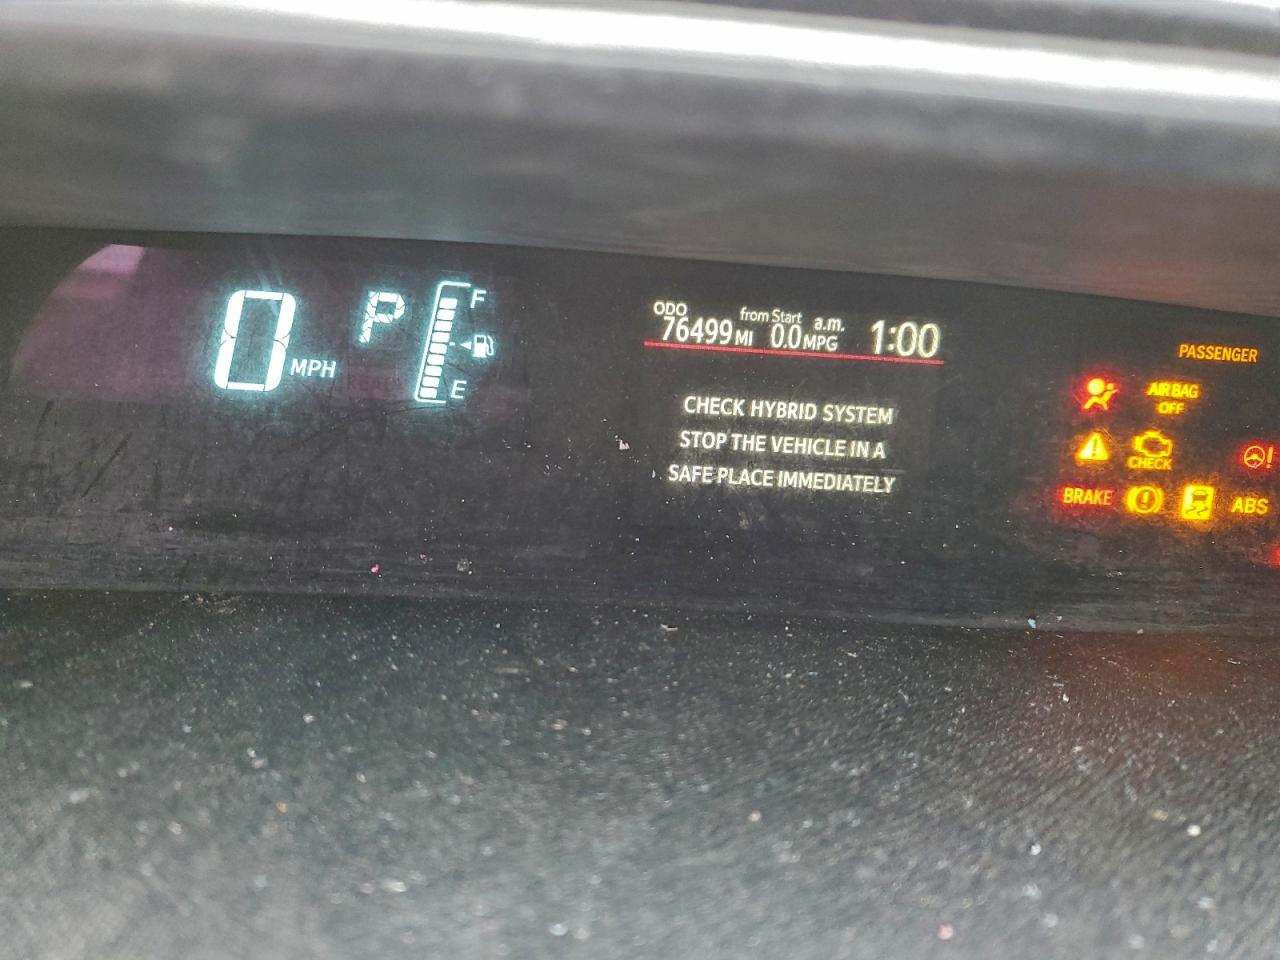 0 MPH
P
F
E
ODO
76499 MI
from Start
0.0 MPG
a.m.
1:00
CHECK HYBRID SYSTEM
STOP THE VEHICLE IN A
SAFE PLACE IMMEDIATELY
PASSENGER
AIR BAG
OFF
CHECK
BRAKE
ABS